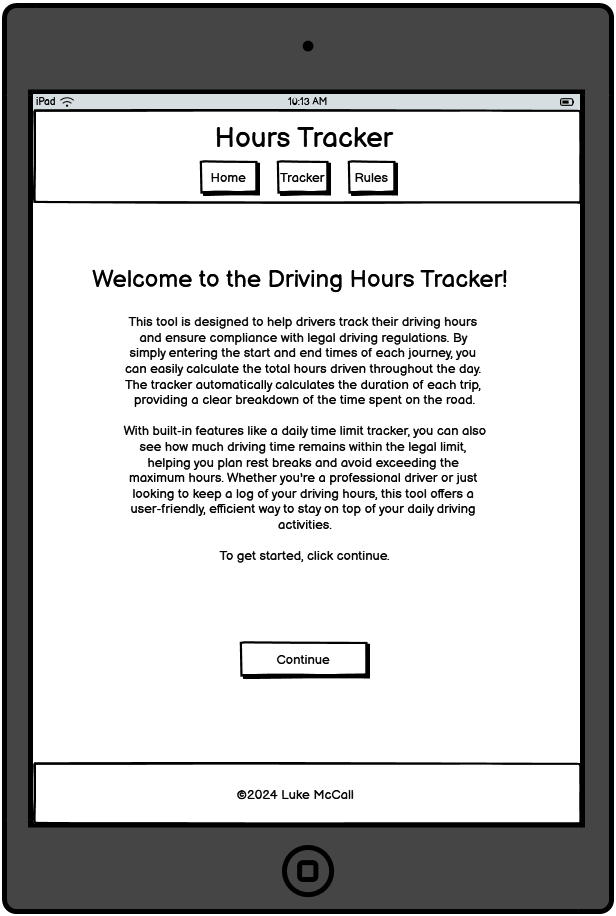 iPad 10:13 AM
Hours Tracker
Home Tracker Rules
Welcome to the Driving Hours Tracker!
This tool is designed to help drivers track their driving hours
and ensure compliance with legal driving regulations. By
simply entering the start and end times of each journey, you
can easily calculate the total hours driven throughout the day.
The tracker automatically calculates the duration of each trip,
providing a clear breakdown of the time spent on the road.
With built-in features like a daily time limit tracker, you can also
see how much driving time remains within the legal limit,
helping you plan rest breaks and avoid exceeding the
maximum hours. Whether you're a professional driver or just
looking to keep a log of your driving hours, this tool offers a
user-friendly, efficient way to stay on top of your daily driving
activities.
To get started, click continue.
Continue
©2024 Luke McCall